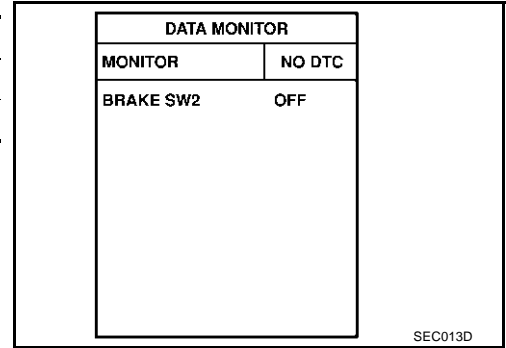 DATA MONITOR
MONITOR NO DTC
BRAKE SW2 OFF
SEC013D